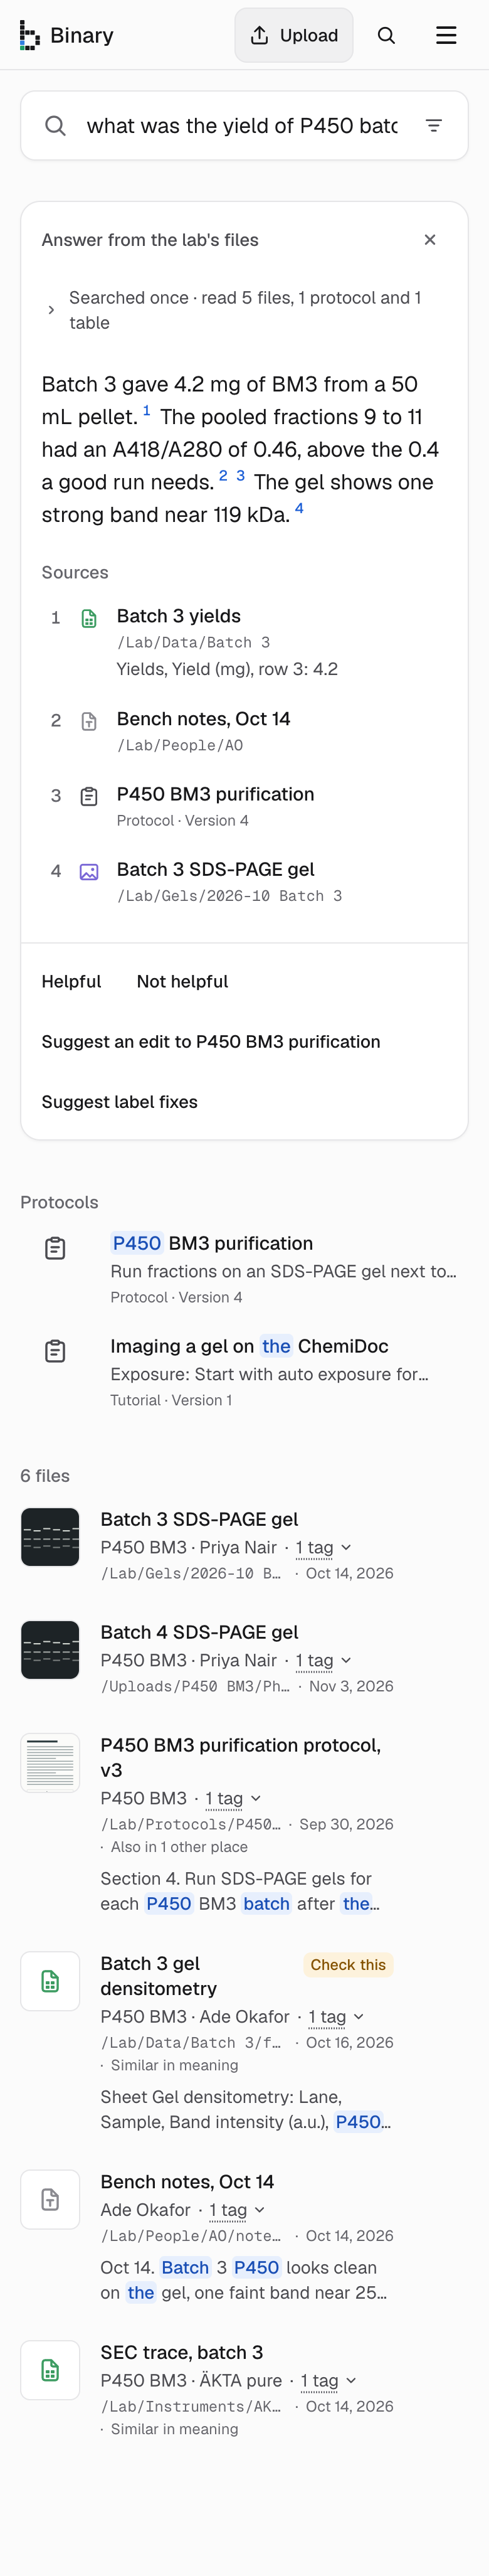 Binary
Upload
what was the yield of P450
Answer from the lab's files
Searched once · read 5 files, 1 protocol and 1
table
Batch 3 gave 4.2 mg of BM3 from a 50
mL pellet. 1 The pooled fractions 9 to 11
had an A418/A280 of 0.46, above the 0.4
a good run needs. 2 3 The gel shows one
strong band near 119 kDa. 4
Sources
1 Batch 3 yields
/Lab/Data/Batch 3
Yields, Yield (mg), row 3: 4.2
2 Bench notes, Oct 14
/Lab/People/AO
3 P450 BM3 purification
Protocol · Version 4
4 Batch 3 SDS-PAGE gel
/Lab/Gels/2026-10 Batch 3
Helpful Not helpful
Suggest an edit to P450 BM3 purification
Suggest label fixes
Protocols
P450 BM3 purification
Run fractions on an SDS-PAGE gel next to…
Protocol · Version 4
Imaging a gel on the ChemiDoc
Exposure: Start with auto exposure for…
Tutorial · Version 1
6 files
Batch 3 SDS-PAGE gel
P450 BM3 · Priya Nair · 1 tag
/Lab/Gels/2026-10 B… · Oct 14, 2026
Batch 4 SDS-PAGE gel
P450 BM3 · Priya Nair · 1 tag
/Uploads/P450 BM3/Ph… · Nov 3, 2026
P450 BM3 purification protocol,
v3
P450 BM3 · 1 tag
/Lab/Protocols/P450… · Sep 30, 2026
· Also in 1 other place
Section 4. Run SDS-PAGE gels for
each P450 BM3 batch after the…
Batch 3 gel Check this
densitometry
P450 BM3 · Ade Okafor · 1 tag
/Lab/Data/Batch 3/f… · Oct 16, 2026
· Similar in meaning
Sheet Gel densitometry: Lane,
Sample, Band intensity (a.u.), P450…
Bench notes, Oct 14
Ade Okafor · 1 tag
/Lab/People/AO/note… · Oct 14, 2026
Oct 14. Batch 3 P450 looks clean
on the gel, one faint band near 25…
SEC trace, batch 3
P450 BM3 · ÄKTA pure · 1 tag
/Lab/Instruments/AK… · Oct 14, 2026
· Similar in meaning